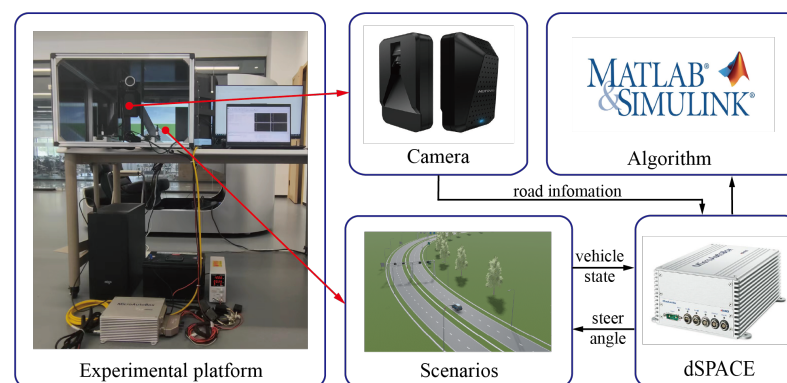 MATLAB®
&SIMULINK®
Camera
Algorithm
road infomation
vehicle
state
steer
angle
Experimental platform
Scenarios
dSPACE